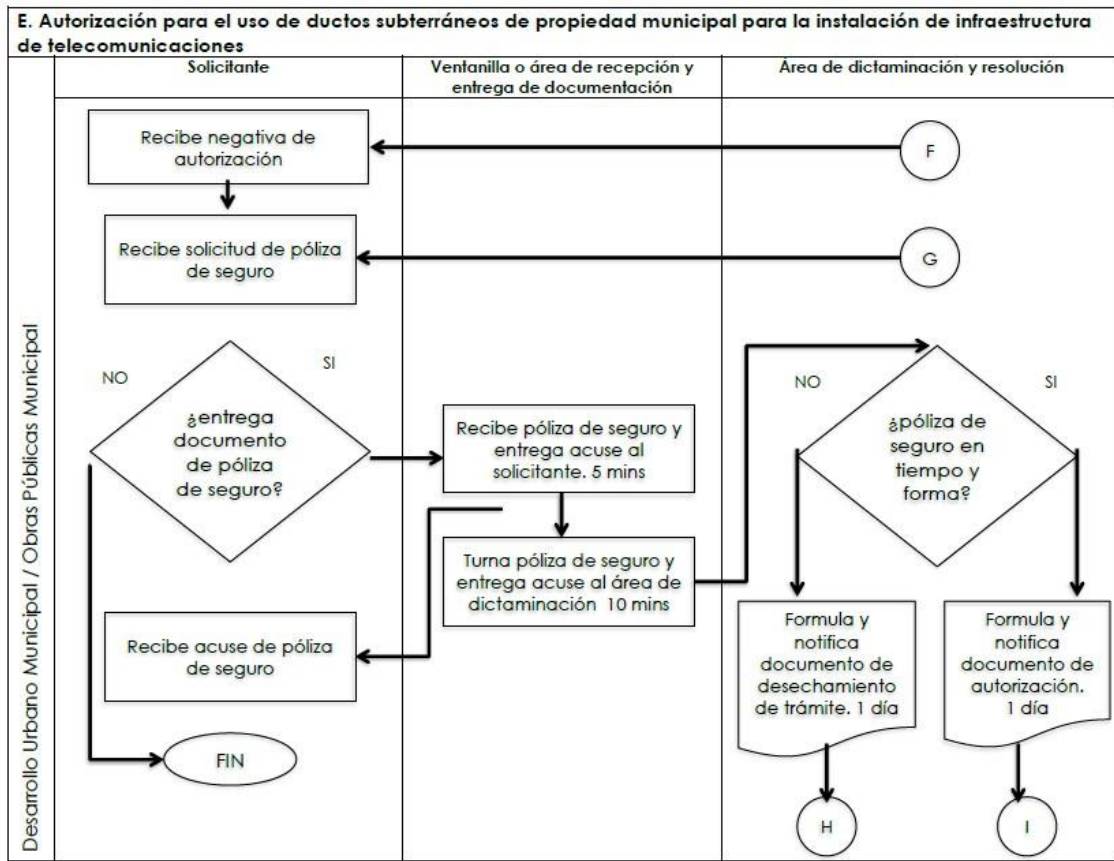 E. Autorización para el uso de ductos subterráneos de propiedad municipal para la instalación de infraestructura
de telecomunicaciones
Solicitante
Ventanilla o área de recepción y
entrega de documentación
Área de dictaminación y resolución
Desarrollo Urbano Municipal / Obras Públicas Municipal
Recibe negativa de
autorización
F
Recibe solicitud de póliza
de seguro
G
NO
SI
¿entrega
documento
de póliza
de seguro?
Recibe póliza de seguro y
entrega acuse al
solicitante. 5 mins
NO
SI
¿póliza de
seguro en
tiempo y
forma?
Turna póliza de seguro y
entrega acuse al área de
dictaminación 10 mins
Recibe acuse de póliza
de seguro
Formula y
notifica
documento de
desechamiento
de trámite. 1 día
Formula y
notifica
documento de
autorización.
1 día
FIN
H
I